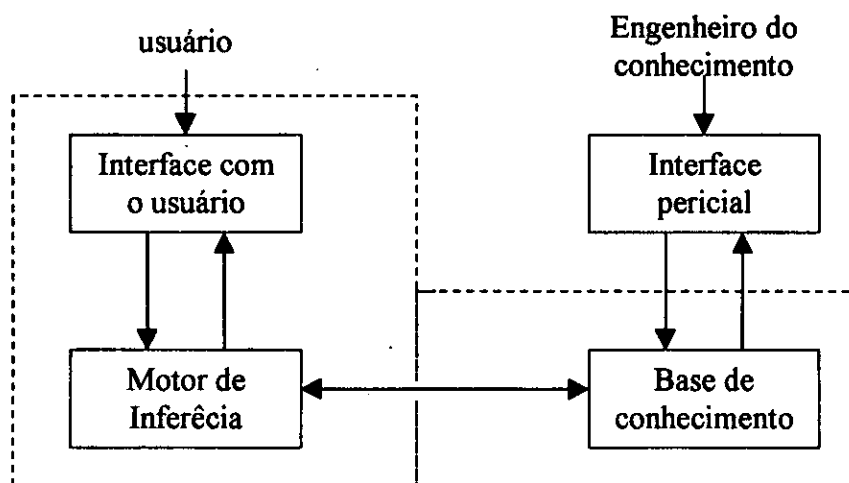 usuário
Engenheiro do
conhecimento
Interface com
o usuário
Interface
pericial
Motor de
Inferêcia
Base de
conhecimento